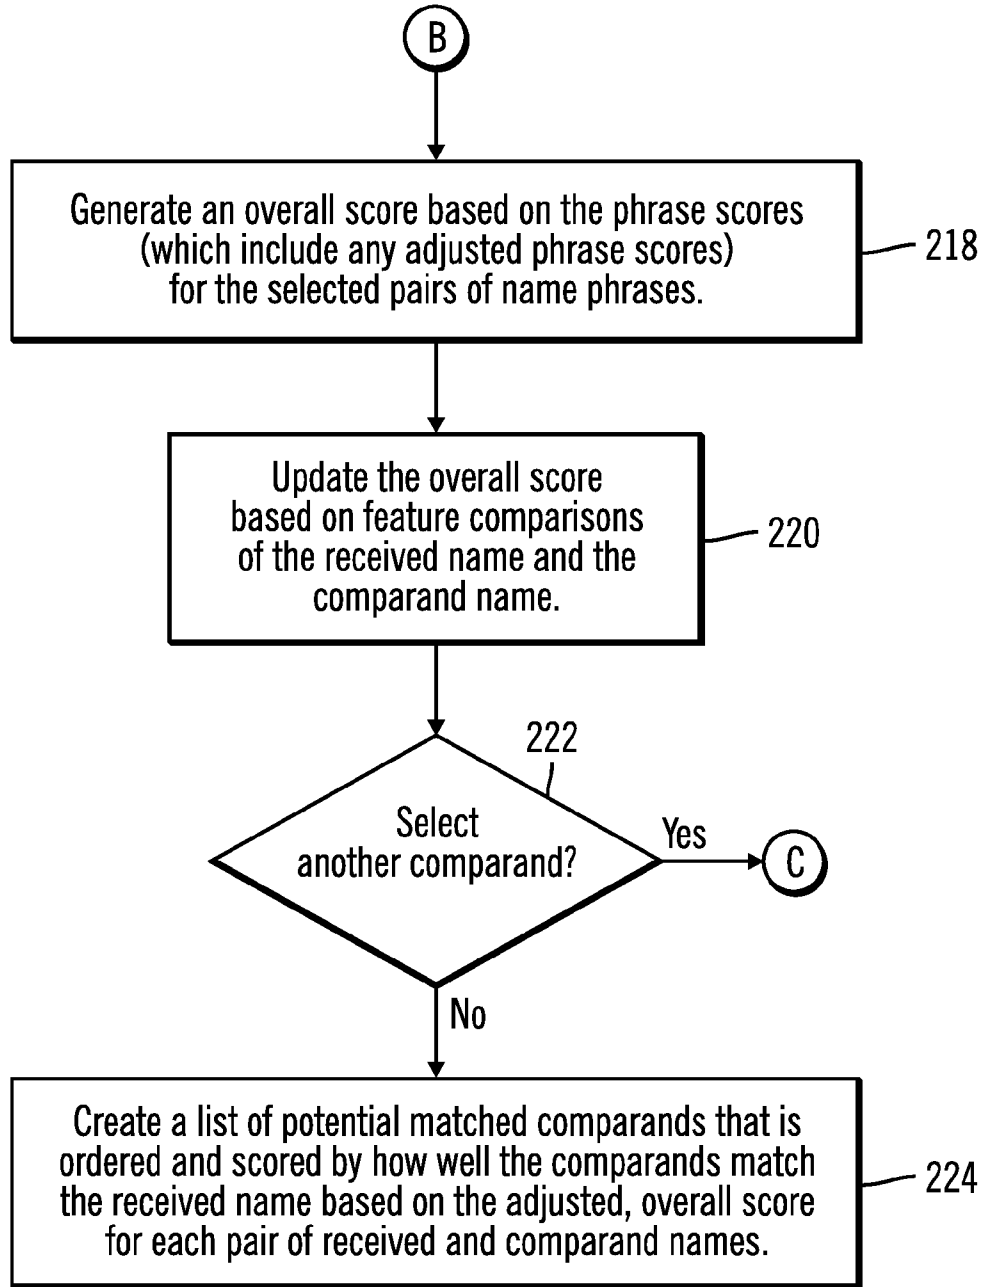 B
Generate an overall score based on the phrase scores
(which include any adjusted phrase scores)
for the selected pairs of name phrases.
218
Update the overall score
based on feature comparisons
of the received name and the
comparand name.
220
222
Select
another comparand?
Yes
C
No
Create a list of potential matched comparands that is
ordered and scored by how well the comparands match
the received name based on the adjusted, overall score
for each pair of received and comparand names.
224